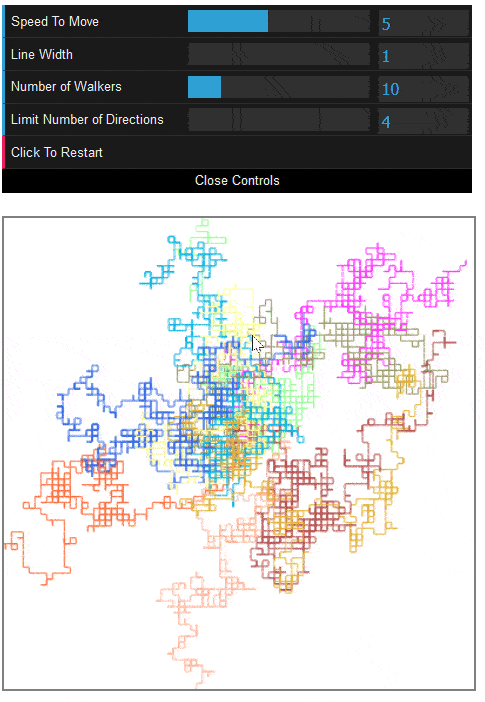 Speed To Move 5
Line Width 1
Number of Walkers 10
Limit Number of Directions 4
Click To Restart
Close Controls